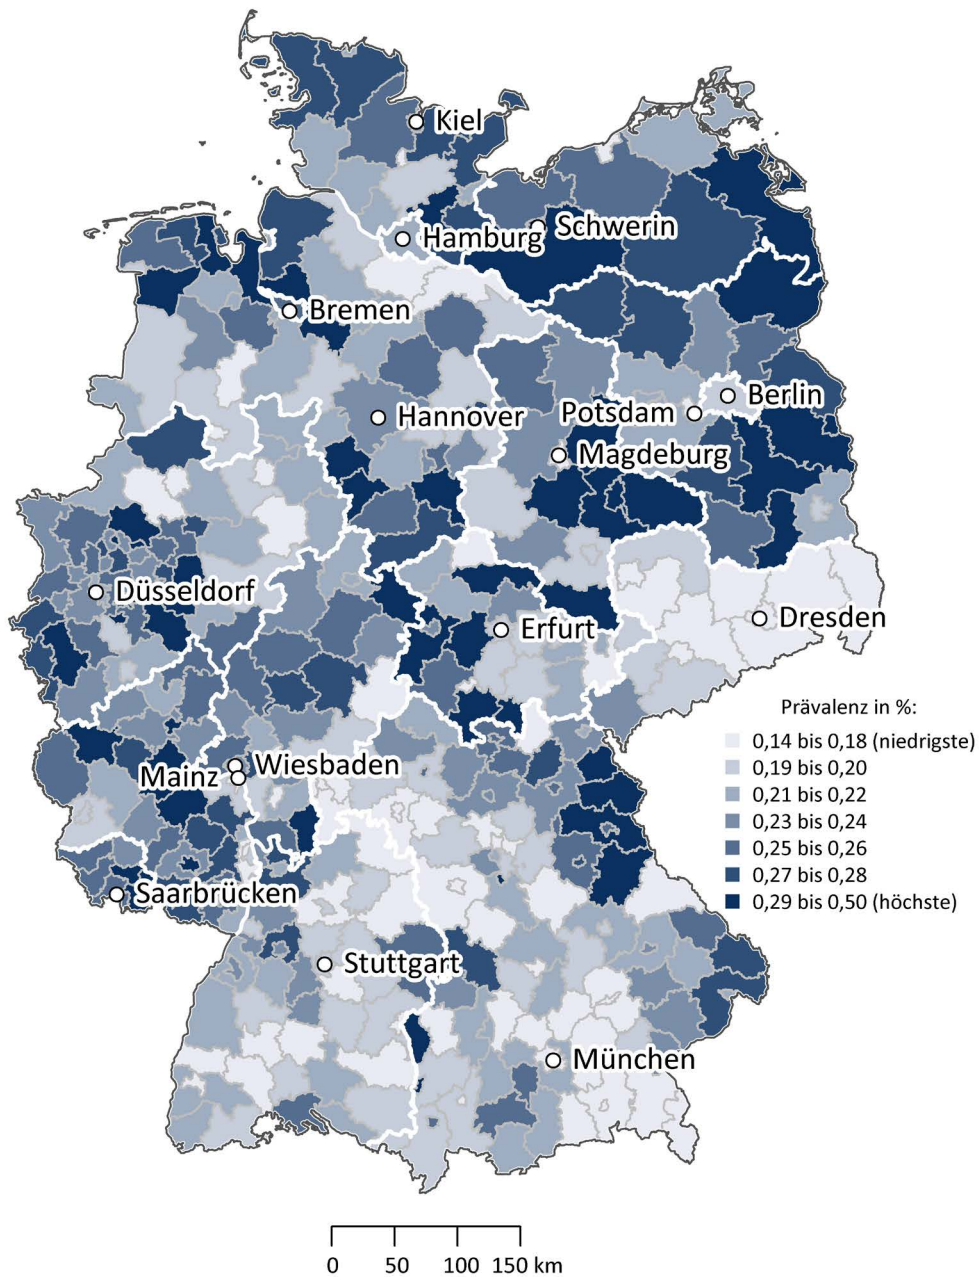 Kiel
Schwerin
Hamburg
Bremen
Berlin
Hannover
Potsdam
Magdeburg
Düsseldorf
Erfurt
Dresden
Prävalenz in %:
0,14 bis 0,18 (niedrigste)
0,19 bis 0,20
0,21 bis 0,22
0,23 bis 0,24
0,25 bis 0,26
0,27 bis 0,28
0,29 bis 0,50 (höchste)
Wiesbaden
Mainz
Saarbrücken
Stuttgart
München
0 50 100 150 km